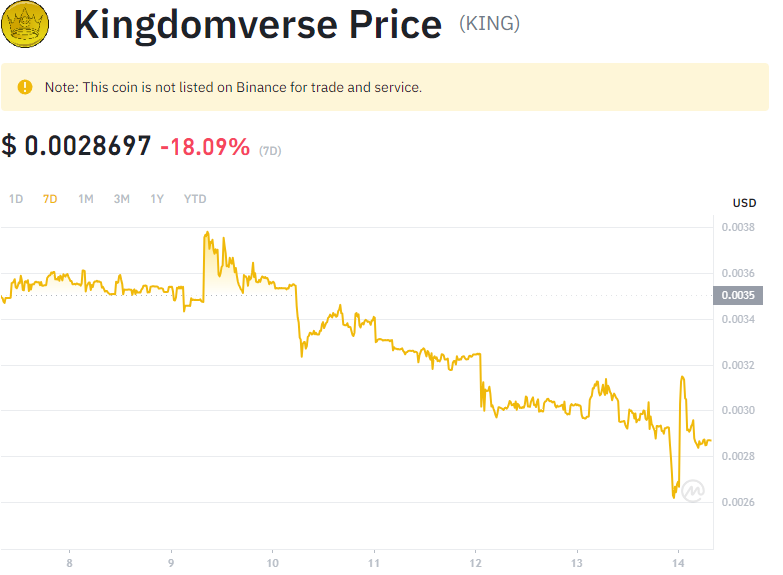 Kingdomverse Price (KING)
Note: This coin is not listed on Binance for trade and service.
$ 0.0028697 -18.09% (7D)
1D 7D 1M 3M 1Y YTD
USD
0.0038
0.0036
0.0035
0.0034
0.0032
0.0030
0.0028
0.0026
8 9 10 11 12 13 14